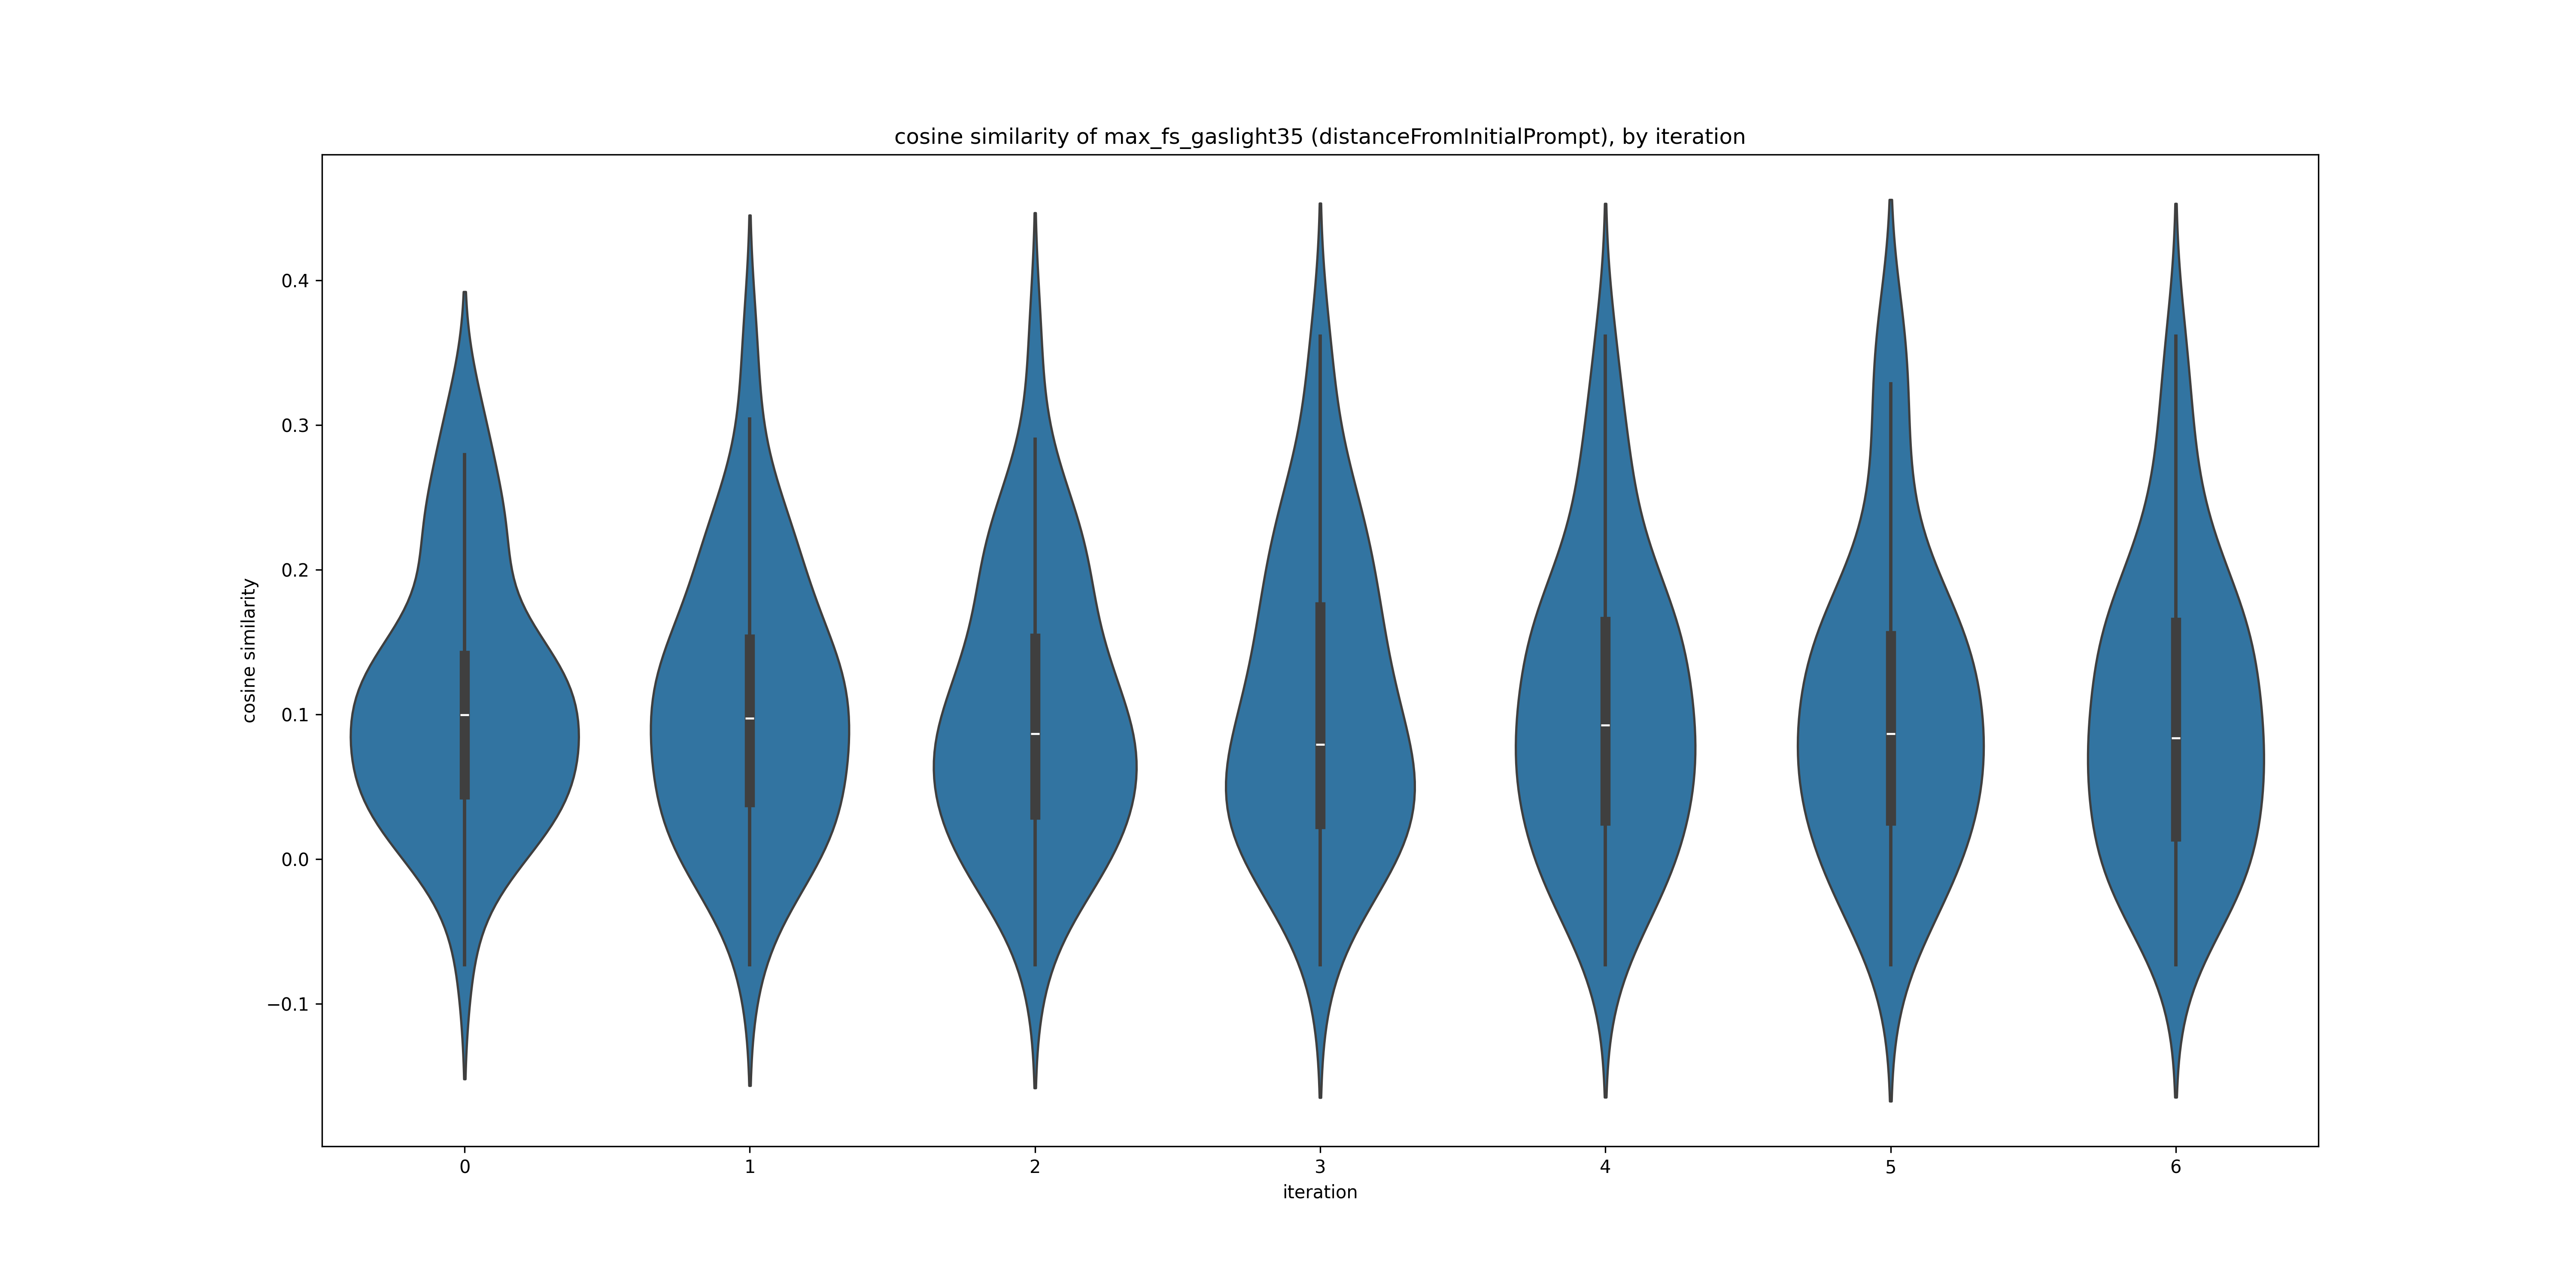 cosine similarity of max_fs_gaslight35 (distanceFromInitialPrompt), by iteration
cosine similarity
0.4
0.3
0.2
0.1
0.0
−0.1
0 1 2 3 4 5 6
iteration